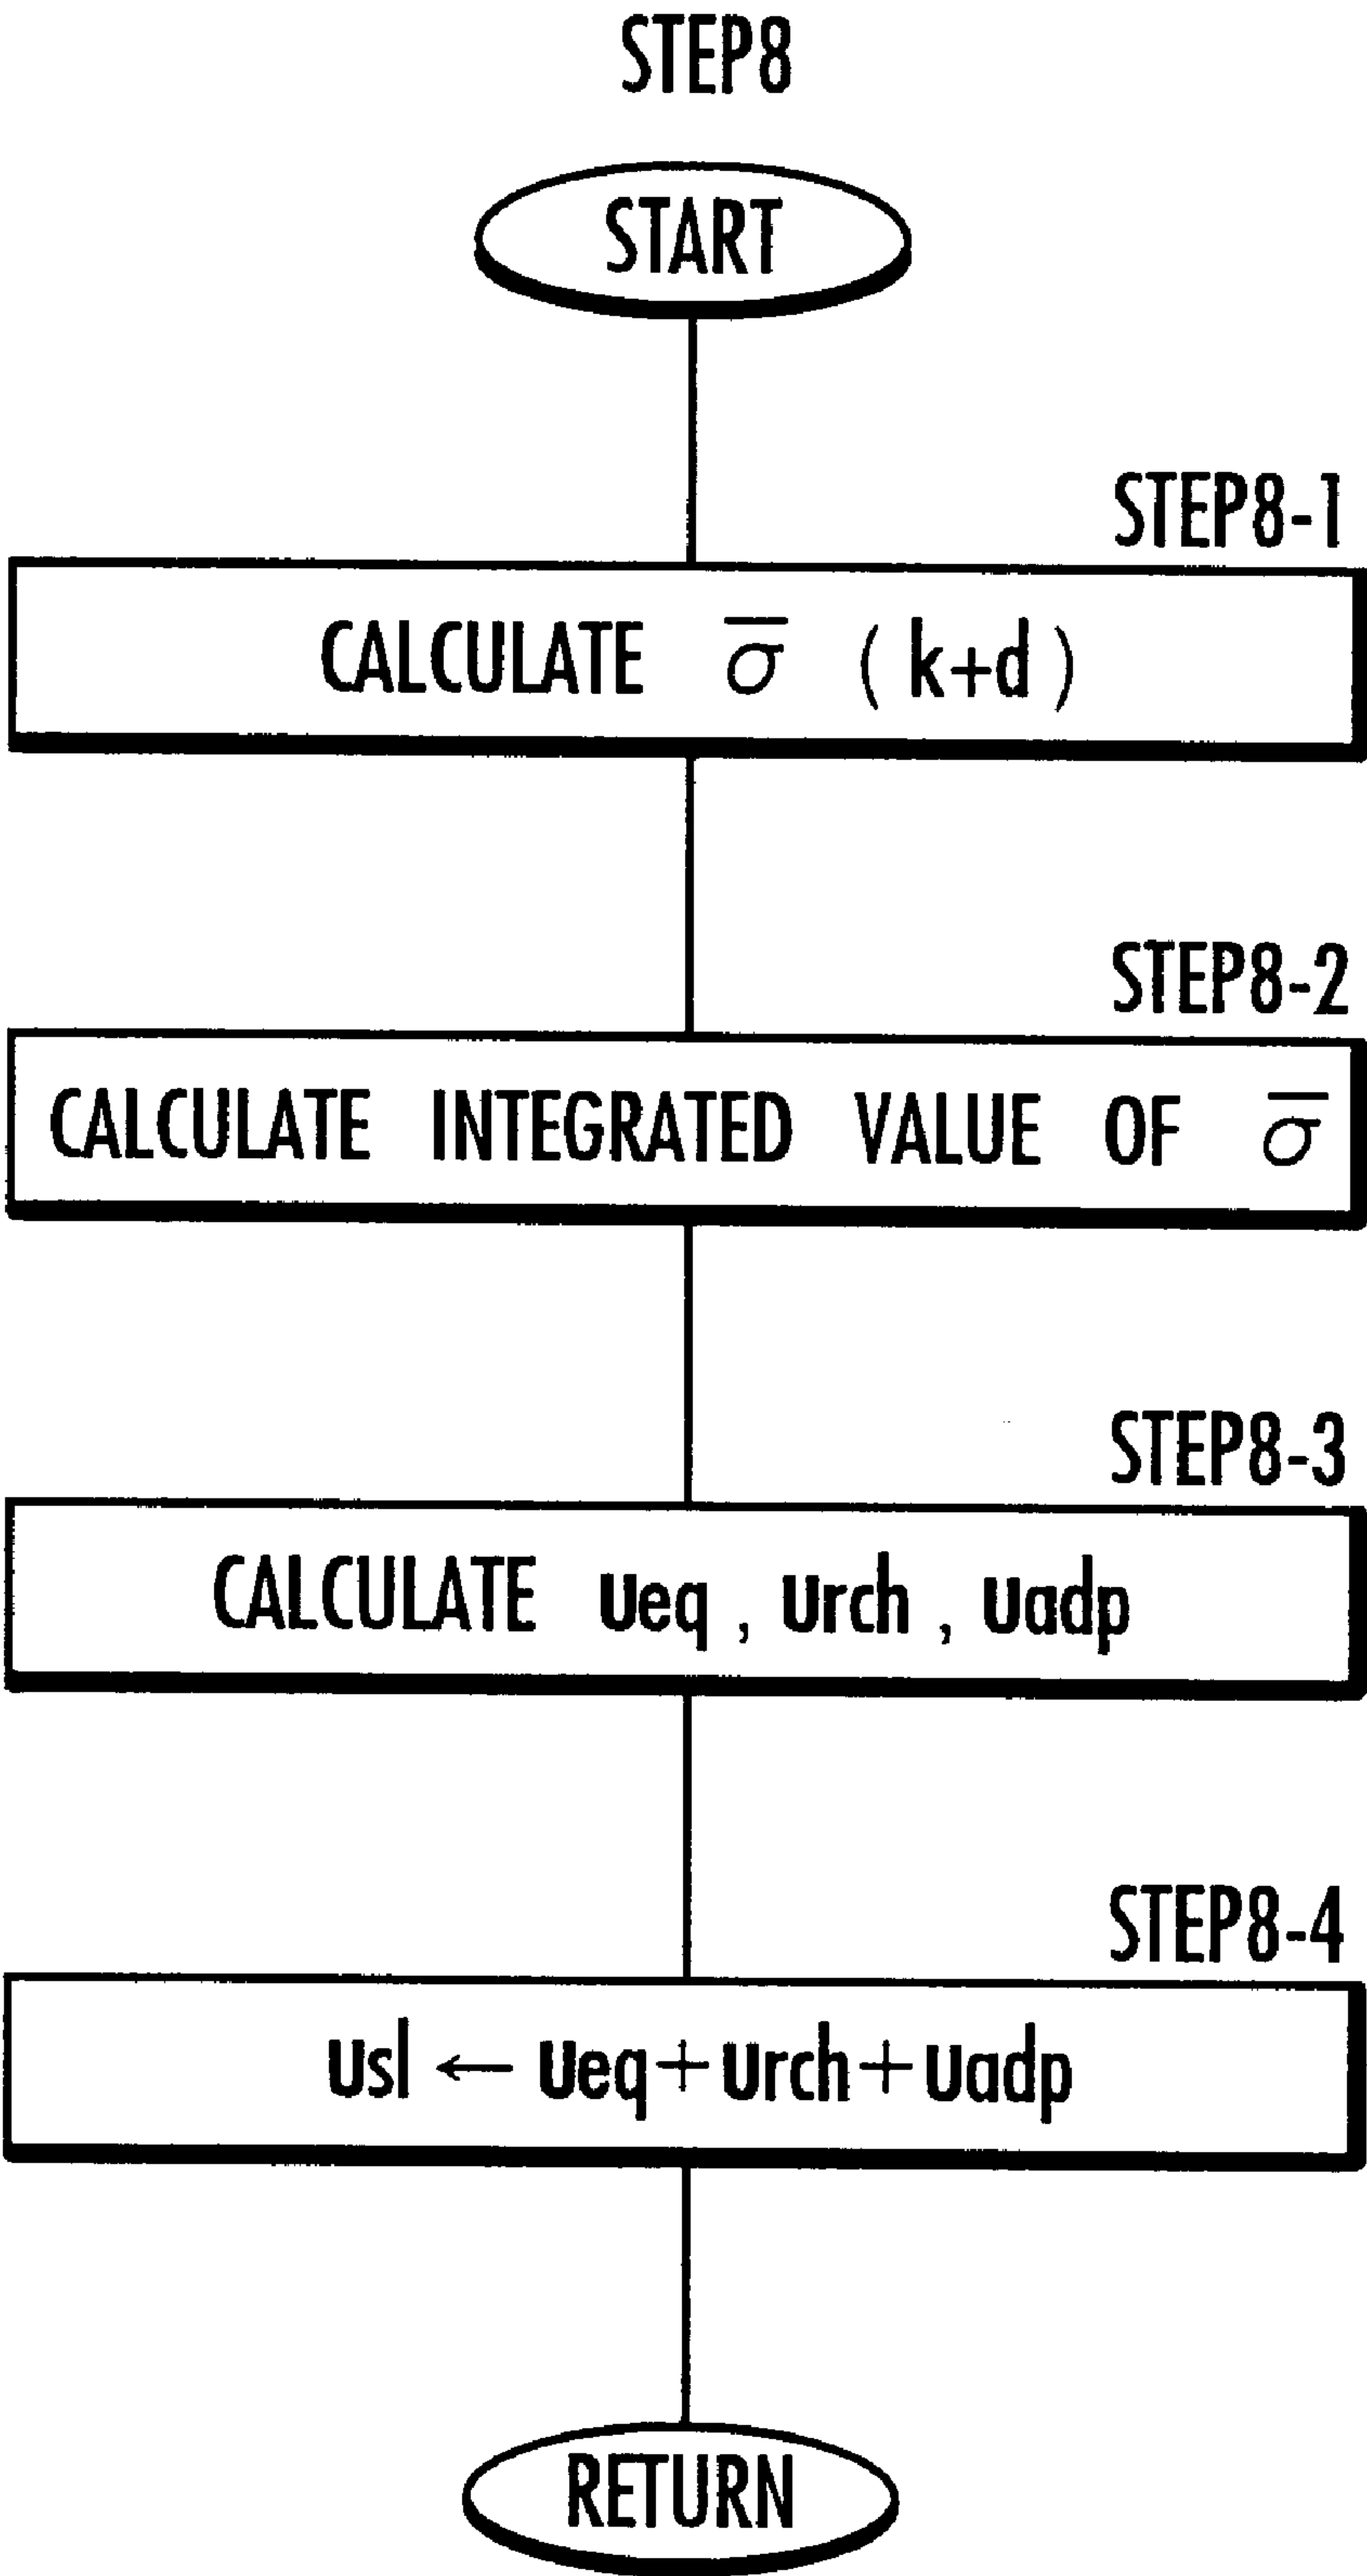 STEP8
START
STEP8-1
CALCULATE σ̅ (k+d)
STEP8-2
CALCULATE INTEGRATED VALUE OF σ̅
STEP8-3
CALCULATE Ueq , Urch , Uadp
STEP8-4
Usl ← Ueq+Urch+Uadp
RETURN